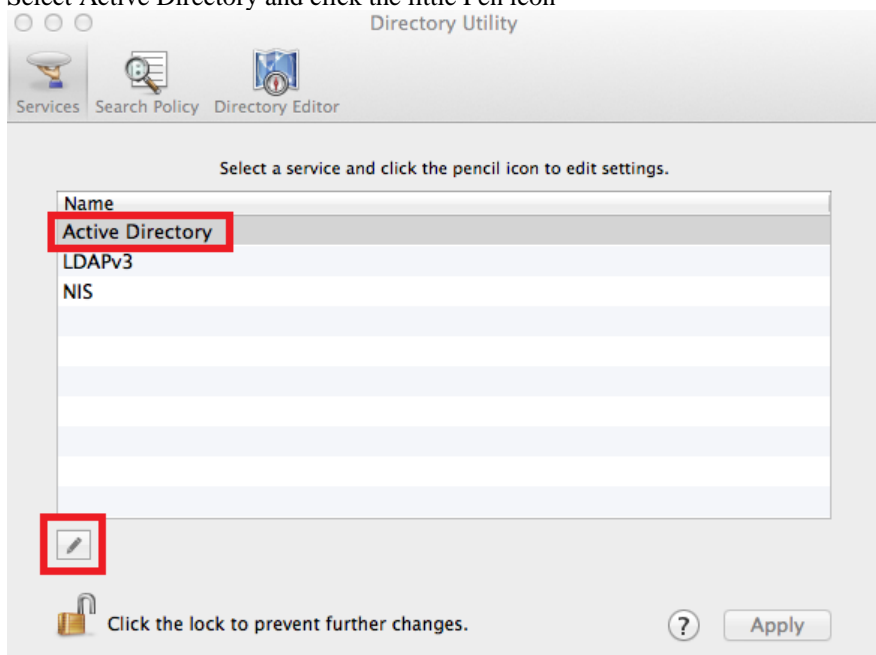 Select Active Directory and click the little Pen icon
Directory Utility
Services Search Policy Directory Editor
Select a service and click the pencil icon to edit settings.
Name
Active Directory
LDAPv3
NIS
Click the lock to prevent further changes.
? Apply